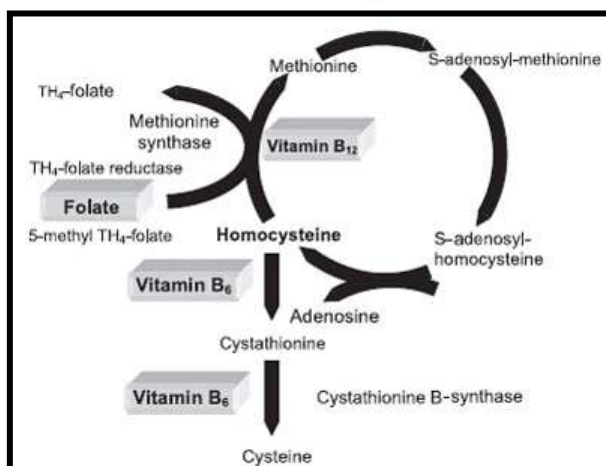 Methionine
S-adenosyl-methionine
TH₄-folate
Methionine
synthase
Vitamin B₁₂
TH₄-folate reductase
Folate
5-methyl TH₄-folate
Homocysteine
S-adenosyl-
homocysteine
Vitamin B₆
Adenosine
Cystathionine
Vitamin B₆
Cystathionine B-synthase
Cysteine